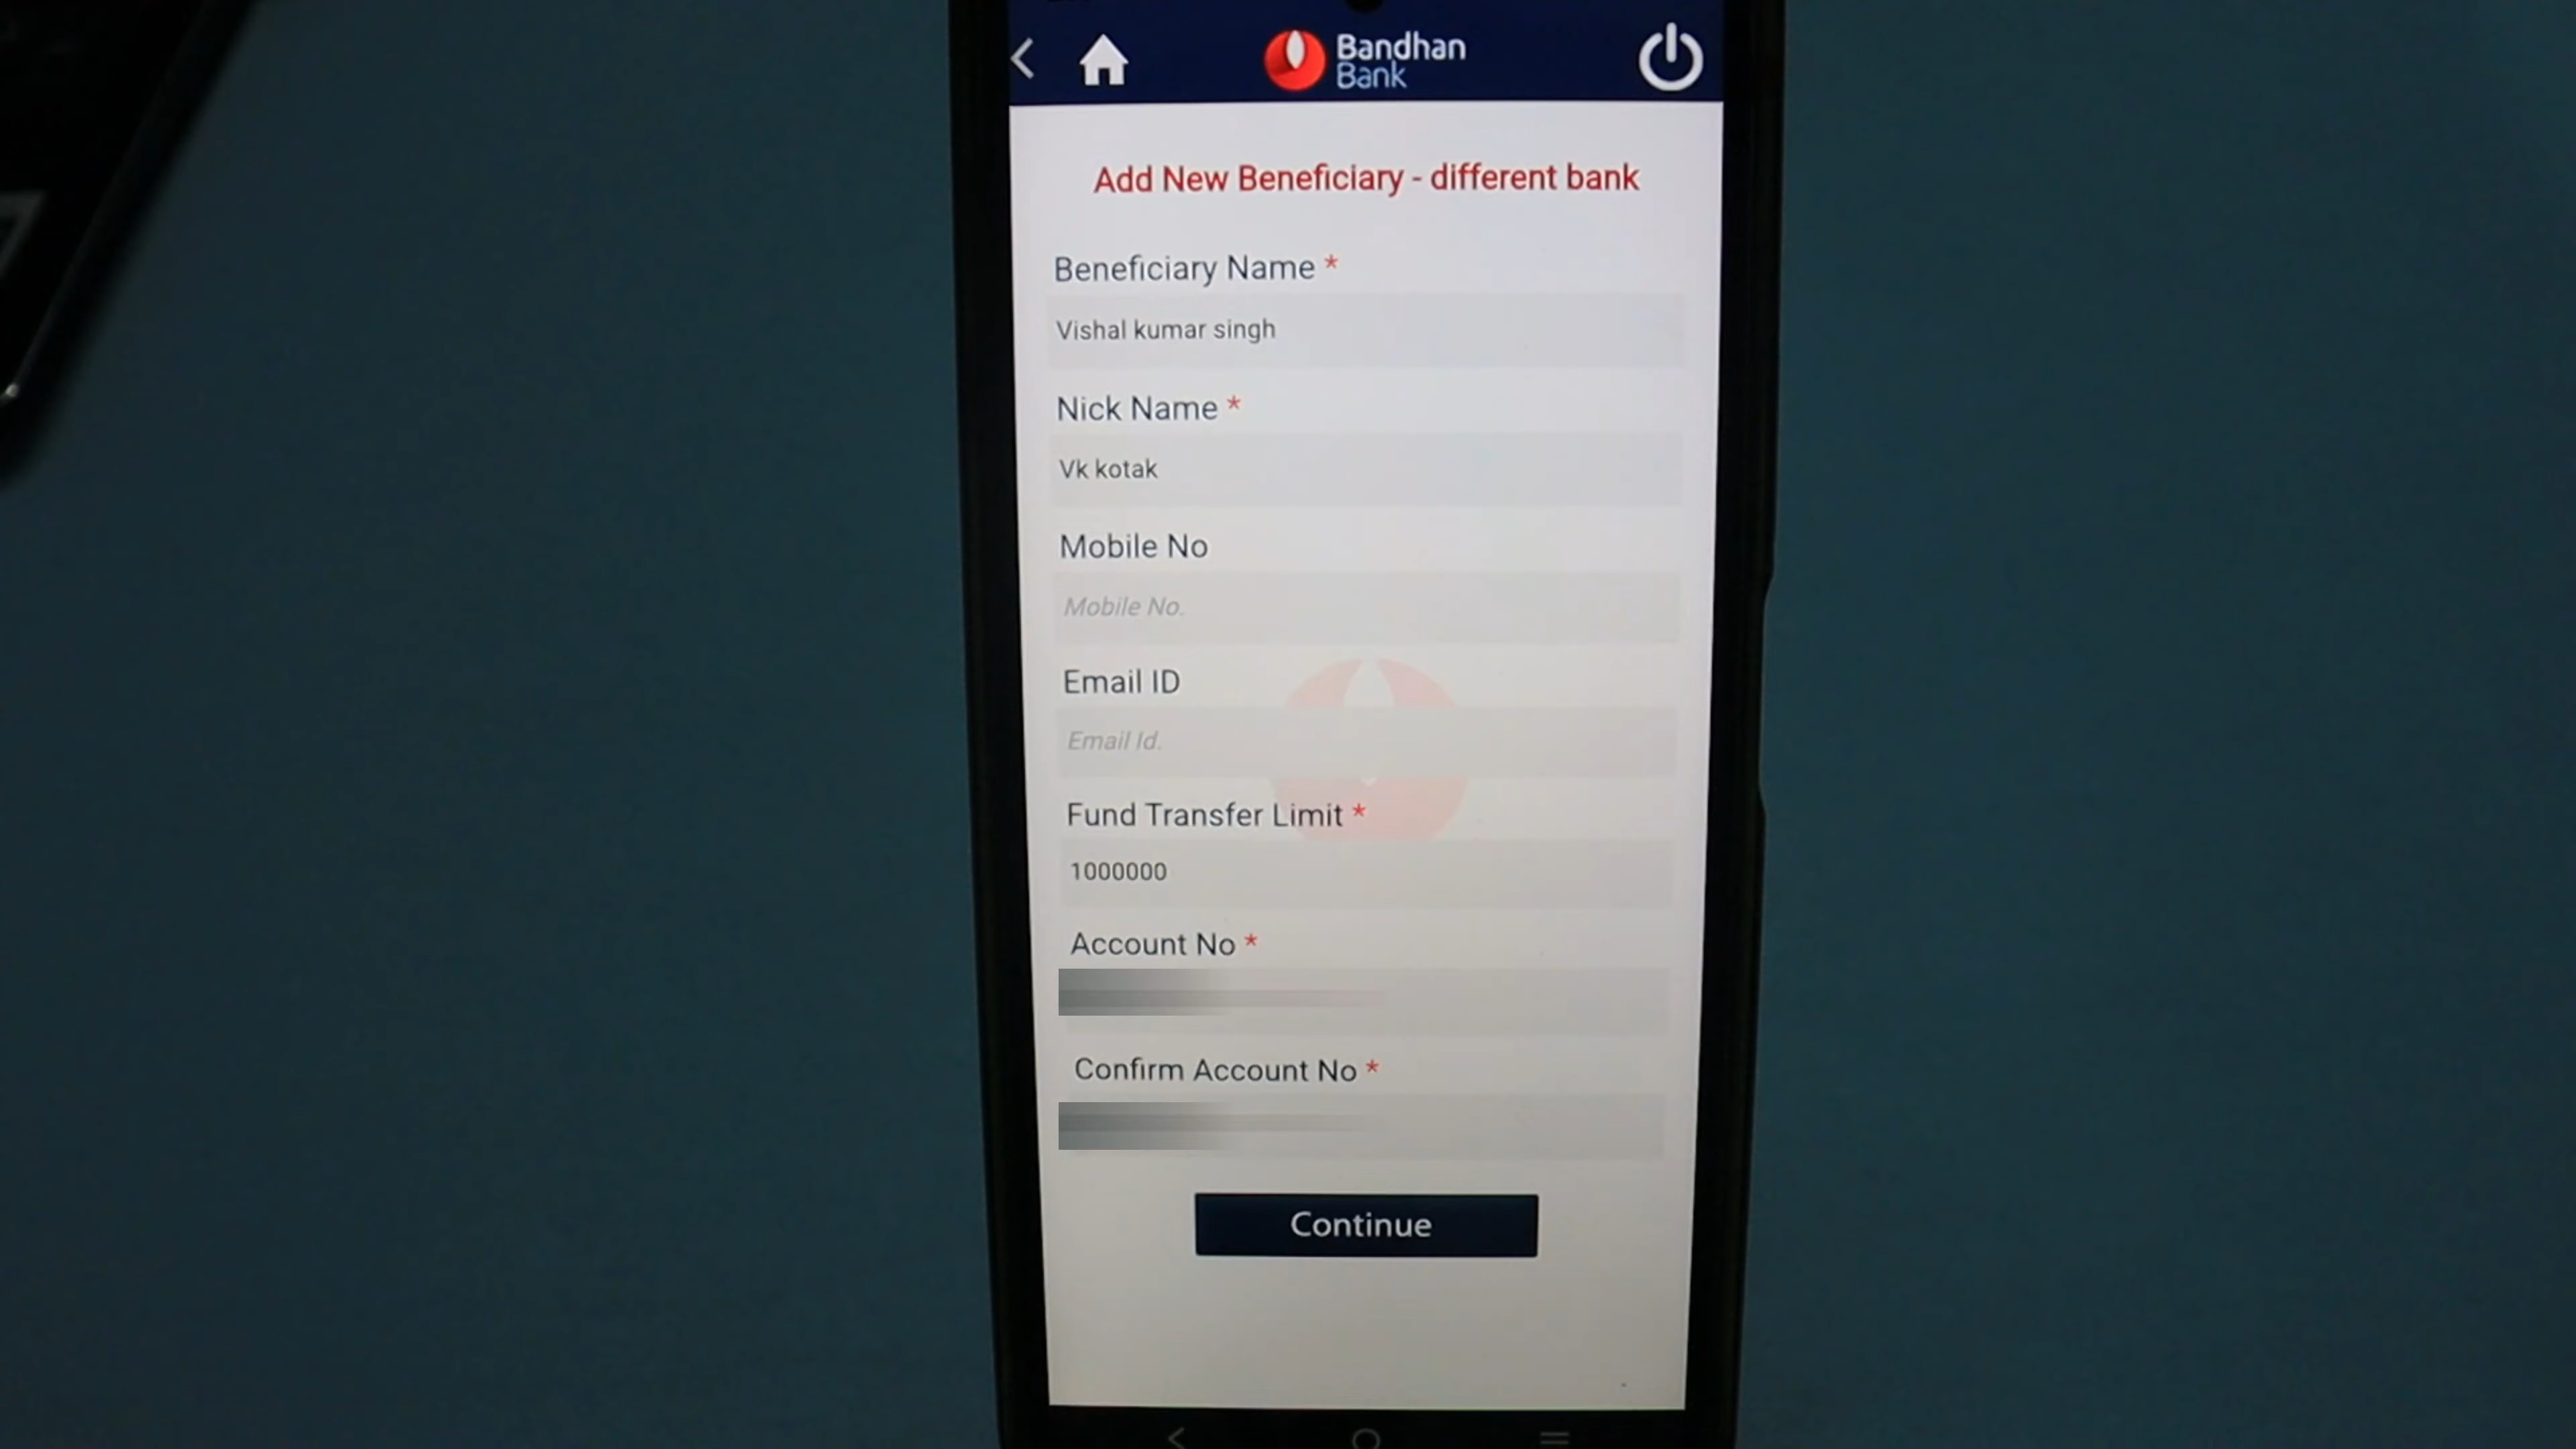 Bandhan
Bank
Add New Beneficiary - different bank
Beneficiary Name *
Vishal kumar singh
Nick Name *
Vk kotak
Mobile No
Mobile No.
Email ID
Email Id.
Fund Transfer Limit *
1000000
Account No *
Confirm Account No *
Continue